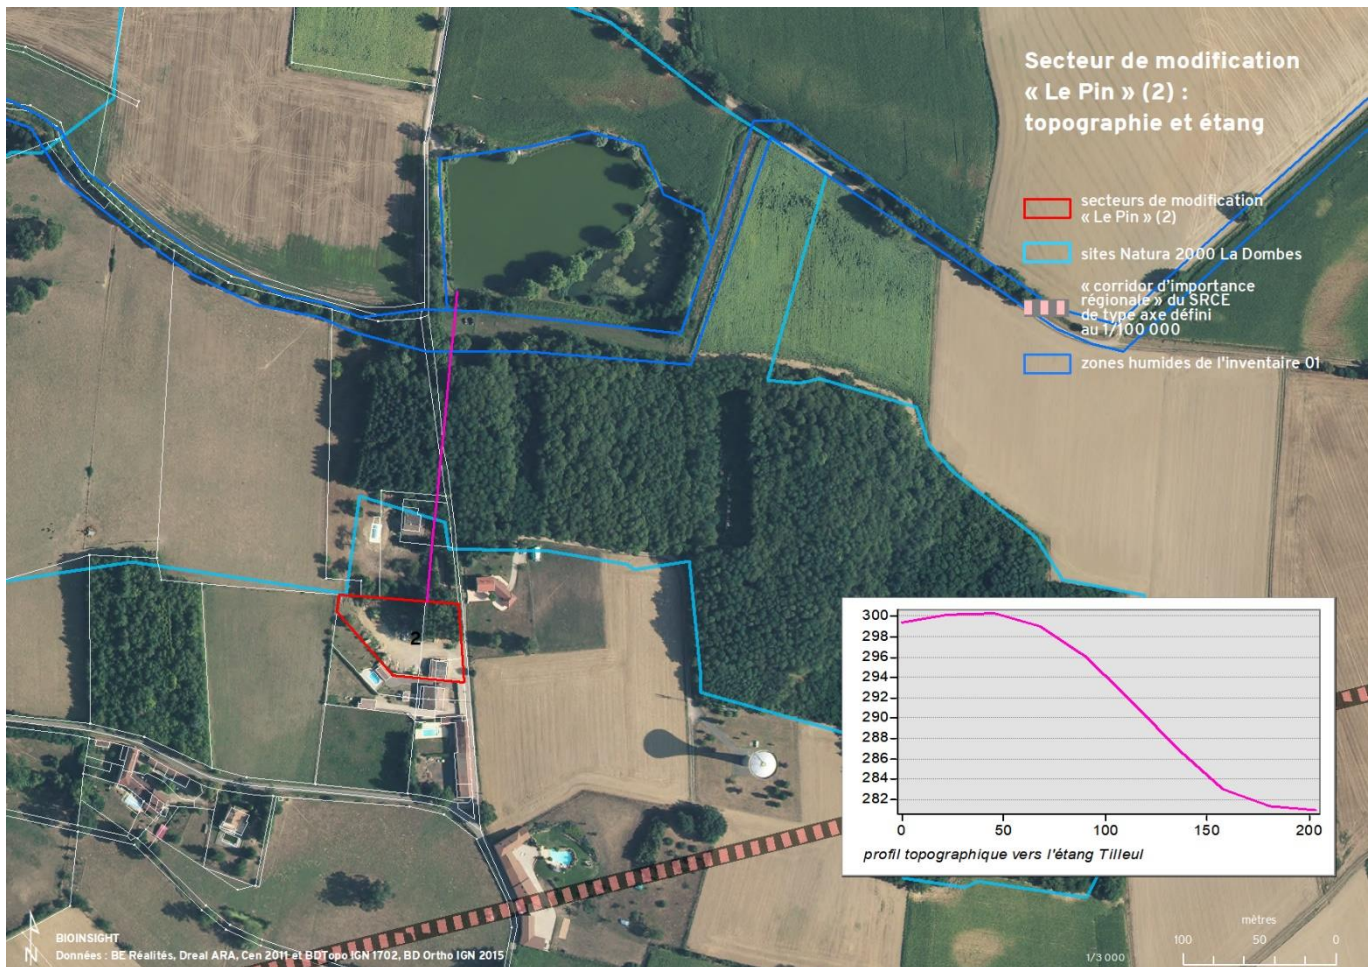 Secteur de modification
« Le Pin » (2) :
topographie et étang
secteurs de modification
« Le Pin » (2)
sites Natura 2000 La Dombes
« corridor d'importance
régionale » du SRCE
de type axe défini
au 1/100 000
zones humides de l'inventaire 01
2
300
298
296
294
292
290
288
286
284
282
0 50 100 150 200
profil topographique vers l'étang Tilleul
mètres
100 50 0
1/3 000
N
BIOINSIGHT
Données : BE Réalités, Dreal ARA, Cen 2011 et BDTopo IGN 1702, BD Ortho IGN 2015